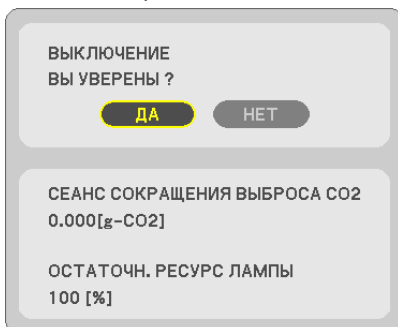 ВЫКЛЮЧЕНИЕ
ВЫ УВЕРЕНЫ ?
ДА НЕТ
СЕАНС СОКРАЩЕНИЯ ВЫБРОСА CO2
0.000[g-CO2]
ОСТАТОЧН. РЕСУРС ЛАМПЫ
100 [%]